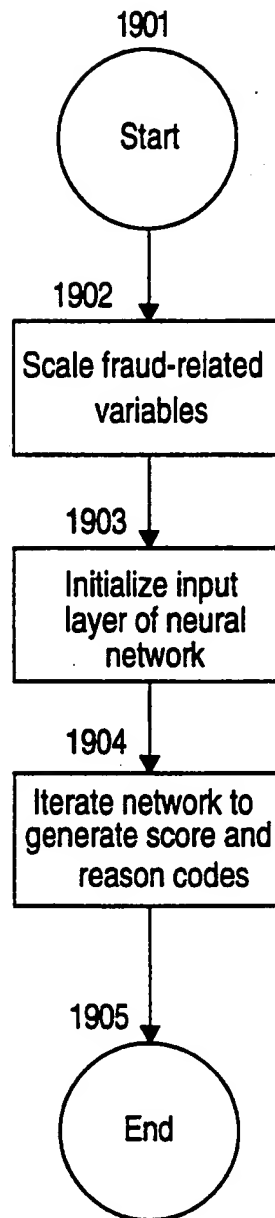 1901
Start
1902
Scale fraud-related
variables
1903
Initialize input
layer of neural
network
1904
Iterate network to
generate score and
reason codes
1905
End